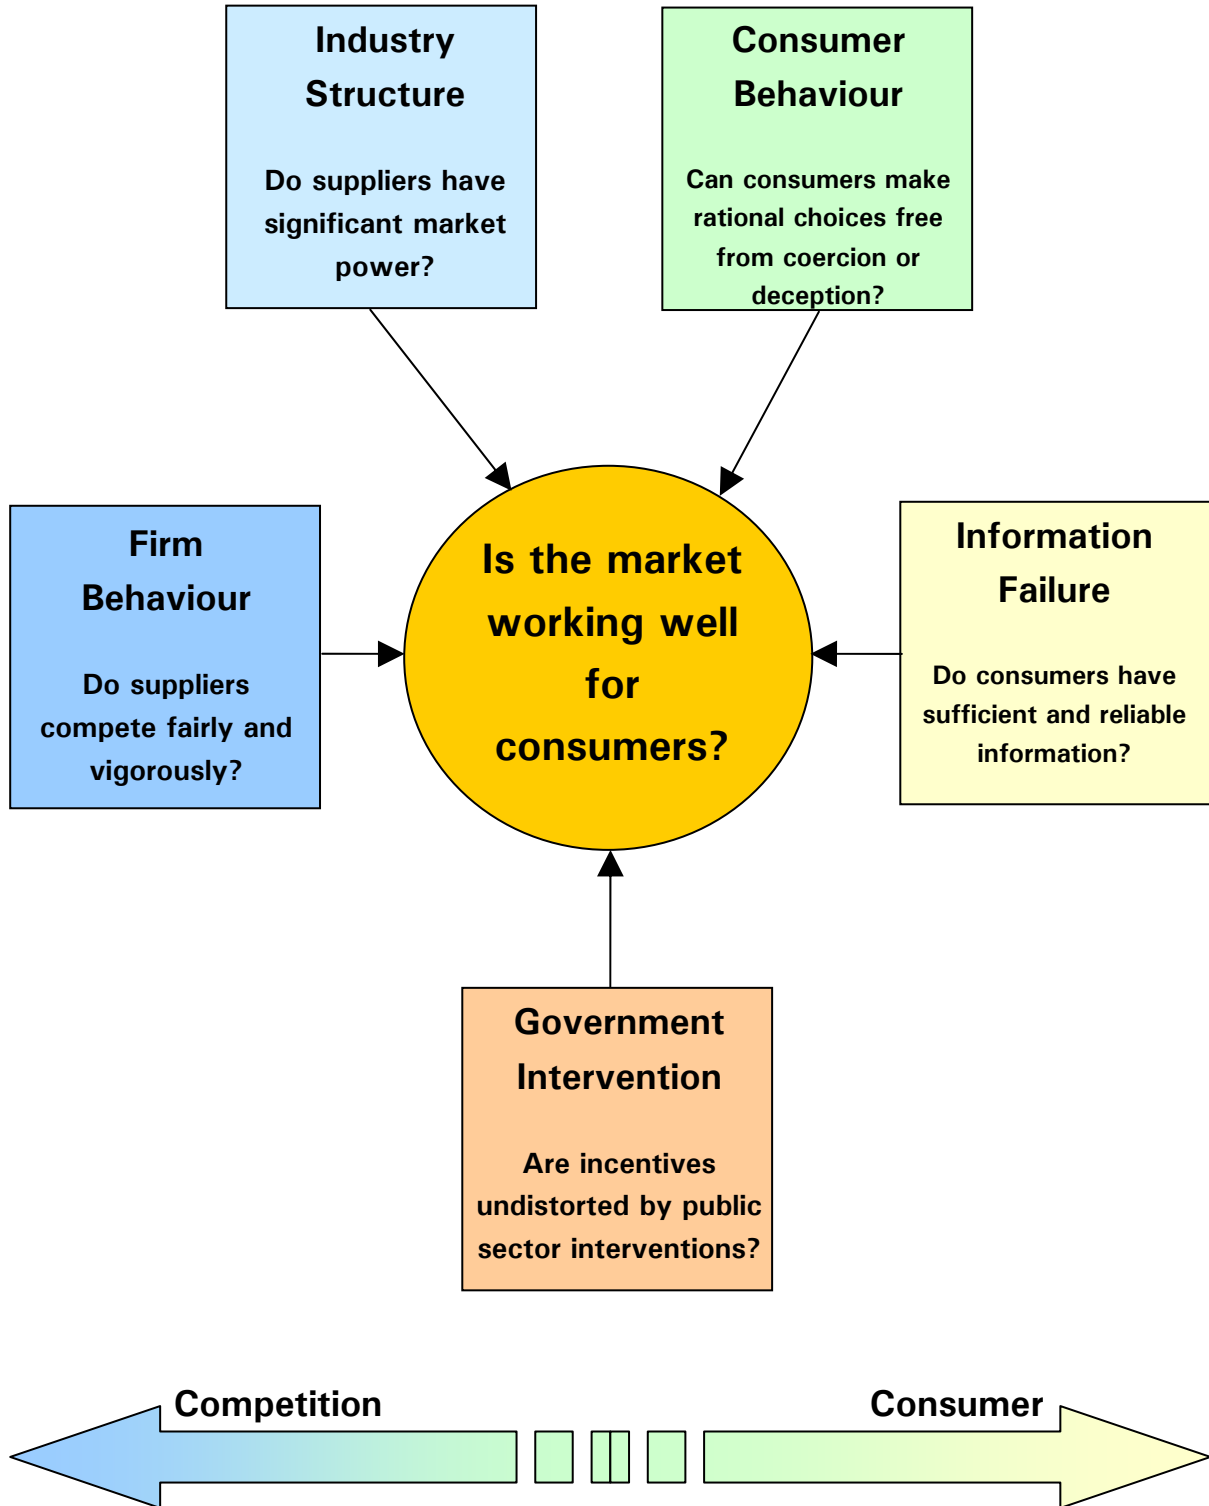 Industry
Structure
Do suppliers have
significant market
power?
Consumer
Behaviour
Can consumers make
rational choices free
from coercion or
deception?
Firm
Behaviour
Do suppliers
compete fairly and
vigorously?
Is the market
working well
for
consumers?
Information
Failure
Do consumers have
sufficient and reliable
information?
Government
Intervention
Are incentives
undistorted by public
sector interventions?
Competition
Consumer